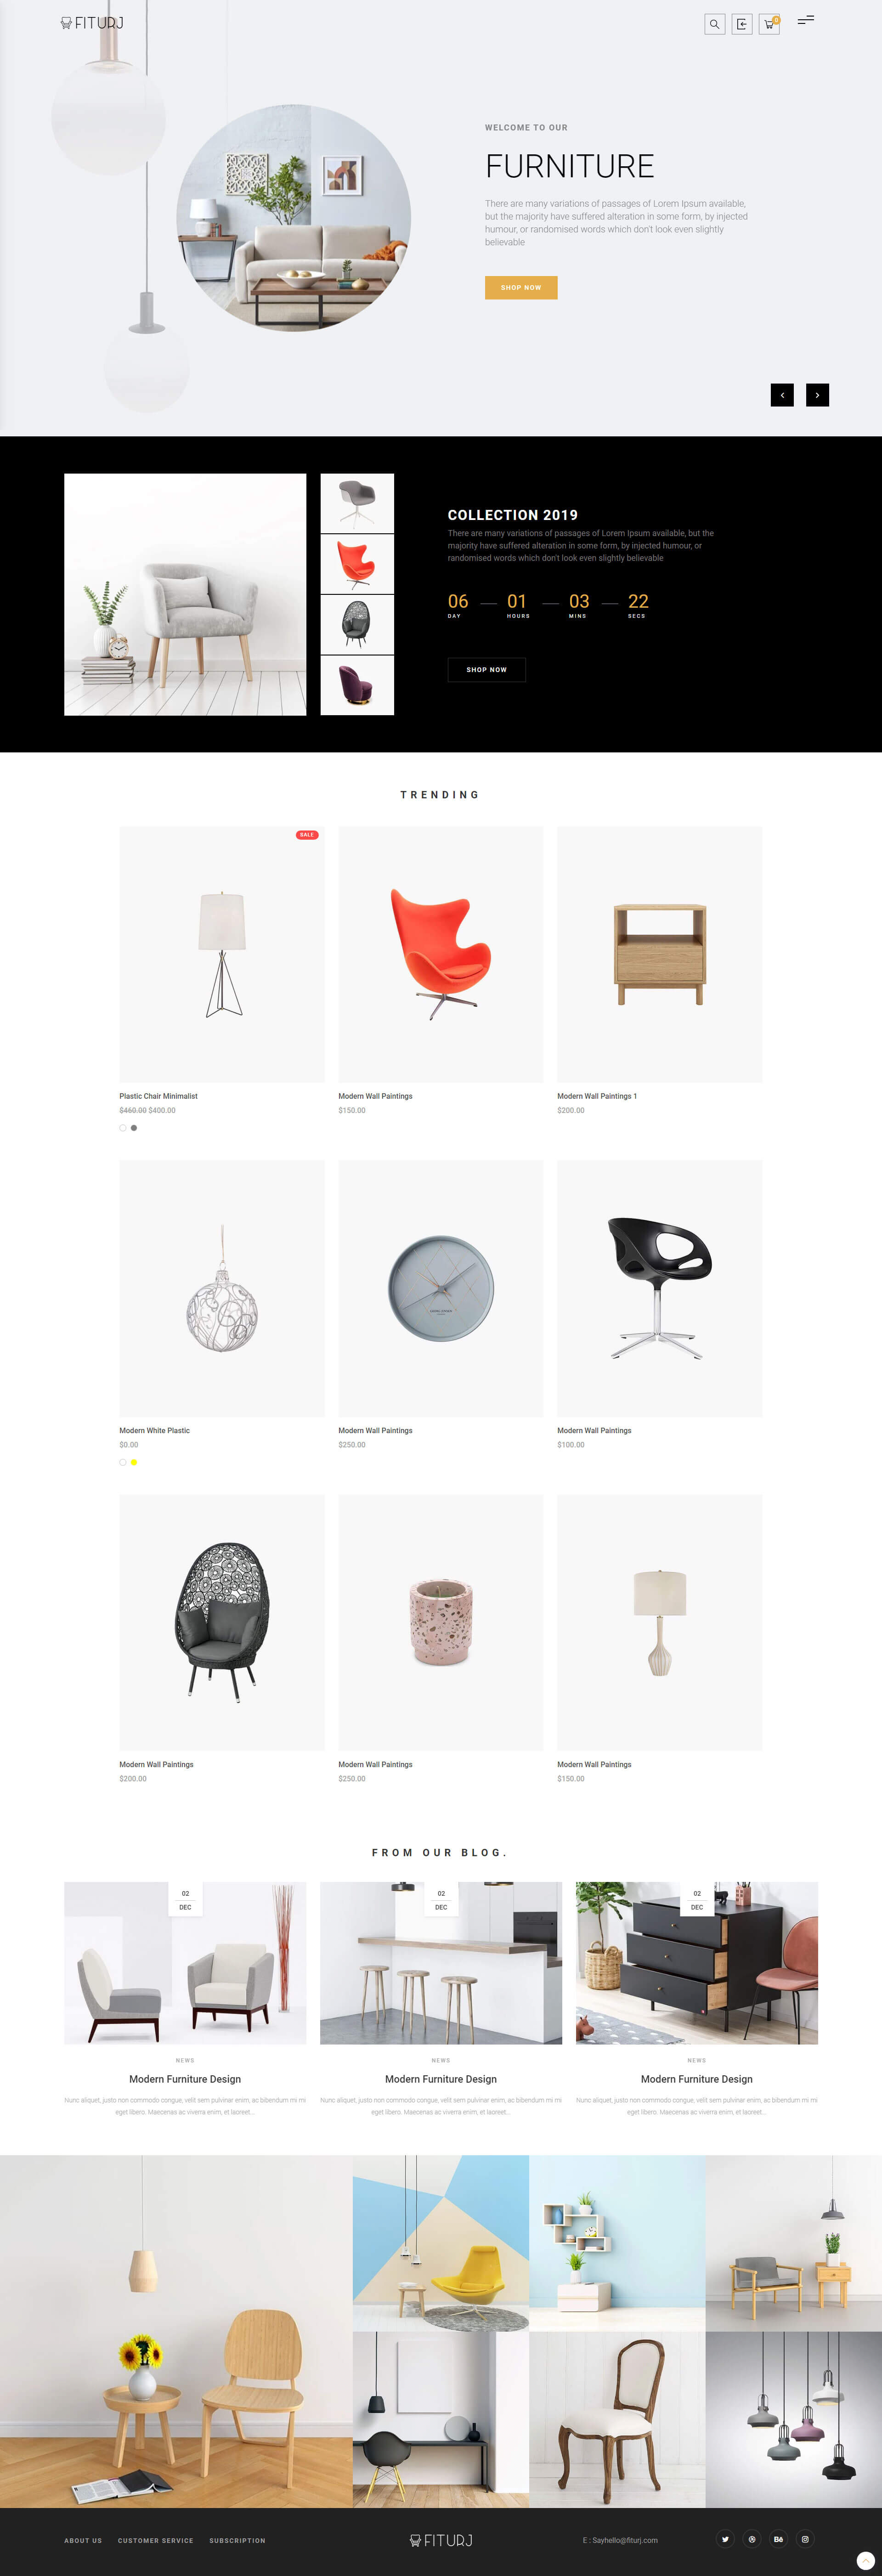 FITURJ
0
WELCOME TO OUR
FURNITURE
There are many variations of passages of Lorem Ipsum available,
but the majority have suffered alteration in some form, by injected
humour, or randomised words which don't look even slightly
believable
SHOP NOW
COLLECTION 2019
There are many variations of passages of Lorem Ipsum available, but the
majority have suffered alteration in some form, by injected humour, or
randomised words which don't look even slightly believable
06 01 03 22
DAY HOURS MINS SECS
SHOP NOW
TRENDING
SALE
Plastic Chair Minimalist
$460.00 $400.00
Modern Wall Paintings
$150.00
Modern Wall Paintings 1
$200.00
Modern White Plastic
$0.00
Modern Wall Paintings
$250.00
Modern Wall Paintings
$100.00
Modern Wall Paintings
$200.00
Modern Wall Paintings
$250.00
Modern Wall Paintings
$150.00
FROM OUR BLOG.
02
DEC
NEWS
Modern Furniture Design
Nunc aliquet, justo non commodo congue, velit sem pulvinar enim, ac bibendum mi mi
eget libero. Maecenas ac viverra enim, et laoreet...
02
DEC
NEWS
Modern Furniture Design
Nunc aliquet, justo non commodo congue, velit sem pulvinar enim, ac bibendum mi mi
eget libero. Maecenas ac viverra enim, et laoreet...
02
DEC
NEWS
Modern Furniture Design
Nunc aliquet, justo non commodo congue, velit sem pulvinar enim, ac bibendum mi mi
eget libero. Maecenas ac viverra enim, et laoreet...
ABOUT US CUSTOMER SERVICE SUBSCRIPTION
FITURJ
E : Sayhello@fiturj.com
Bē